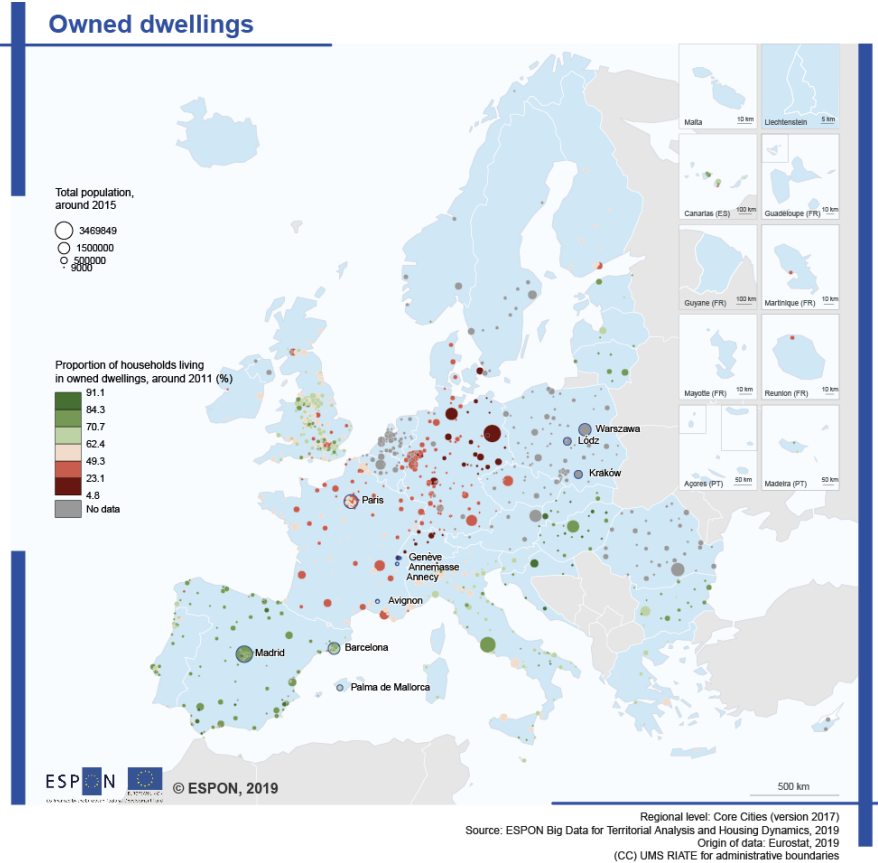 Owned dwellings
Malta
10 km
Liechtenstein
5 km
Canarias (ES)
100 km
Guadeloupe (FR)
10 km
Guyane (FR)
100 km
Martinique (FR)
10 km
Mayotte (FR)
10 km
Reunion (FR)
10 km
Açores (PT)
50 km
Madeira (PT)
50 km
Total population,
around 2015
3469849
1500000
500000
9000
Proportion of households living
in owned dwellings, around 2011 (%)
91.1
84.3
70.7
62.4
49.3
23.1
4.8
No data
Warszawa
Lódz
Kraków
Paris
Genève
Annemasse
Annecy
Avignon
Madrid
Barcelona
Palma de Mallorca
ESPON
© ESPON, 2019
500 km
Regional level: Core Cities (version 2017)
Source: ESPON Big Data for Territorial Analysis and Housing Dynamics, 2019
Origin of data: Eurostat, 2019
(CC) UMS RIATE for administrative boundaries